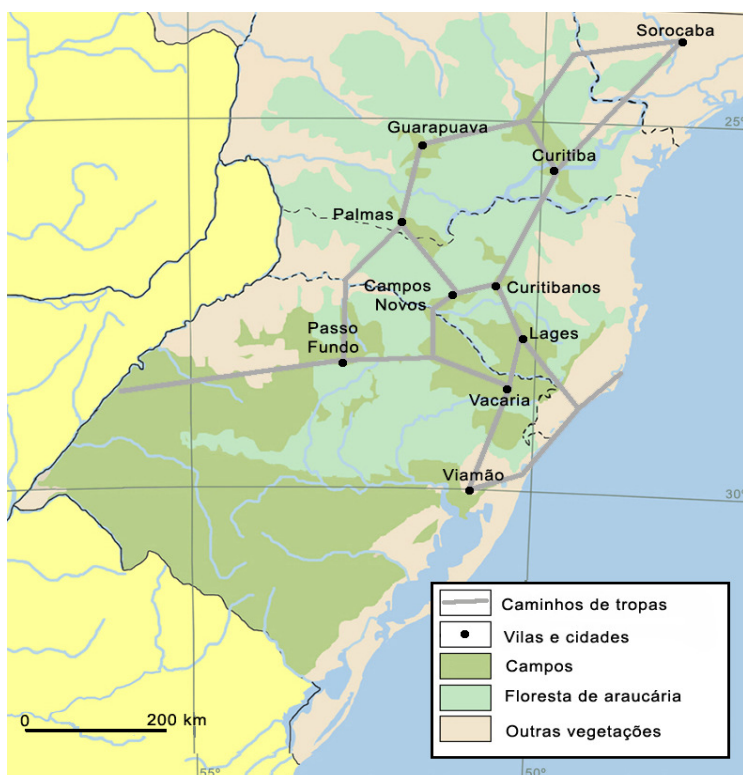 Sorocaba
25°
Guarapuava
Curitiba
Palmas
Campos
Novos
Curitibanos
Passo
Fundo
Lages
Vacaria
Viamão
30°
Caminhos de tropas
Vilas e cidades
Campos
Floresta de araucária
Outras vegetações
0 200 km
55°
50°